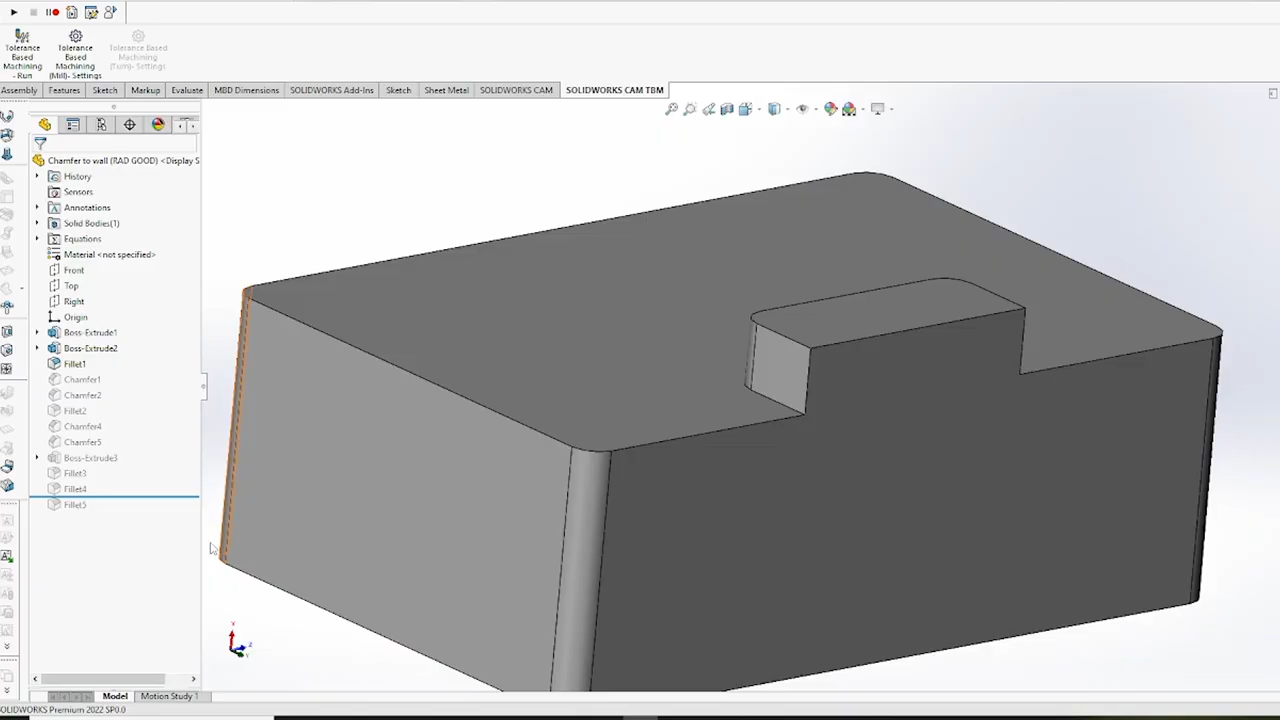 Tolerance Based Machining - Run
Tolerance Based Machining (Mill)- Settings
Tolerance Based Machining (Turn)- Settings
Assembly
Features
Sketch
Markup
Evaluate
MBD Dimensions
SOLIDWORKS Add-Ins
Sketch
Sheet Metal
SOLIDWORKS CAM
SOLIDWORKS CAM TBM
Chamfer to wall (RAD GOOD) <Display S
History
Sensors
Annotations
Solid Bodies(1)
Equations
Material <not specified>
Front
Top
Right
Origin
Boss-Extrude1
Boss-Extrude2
Fillet1
Chamfer1
Chamfer2
Fillet2
Chamfer4
Chamfer5
Boss-Extrude3
Fillet3
Fillet4
Fillet5
Model
Motion Study 1
SOLIDWORKS Premium 2022 SP0.0